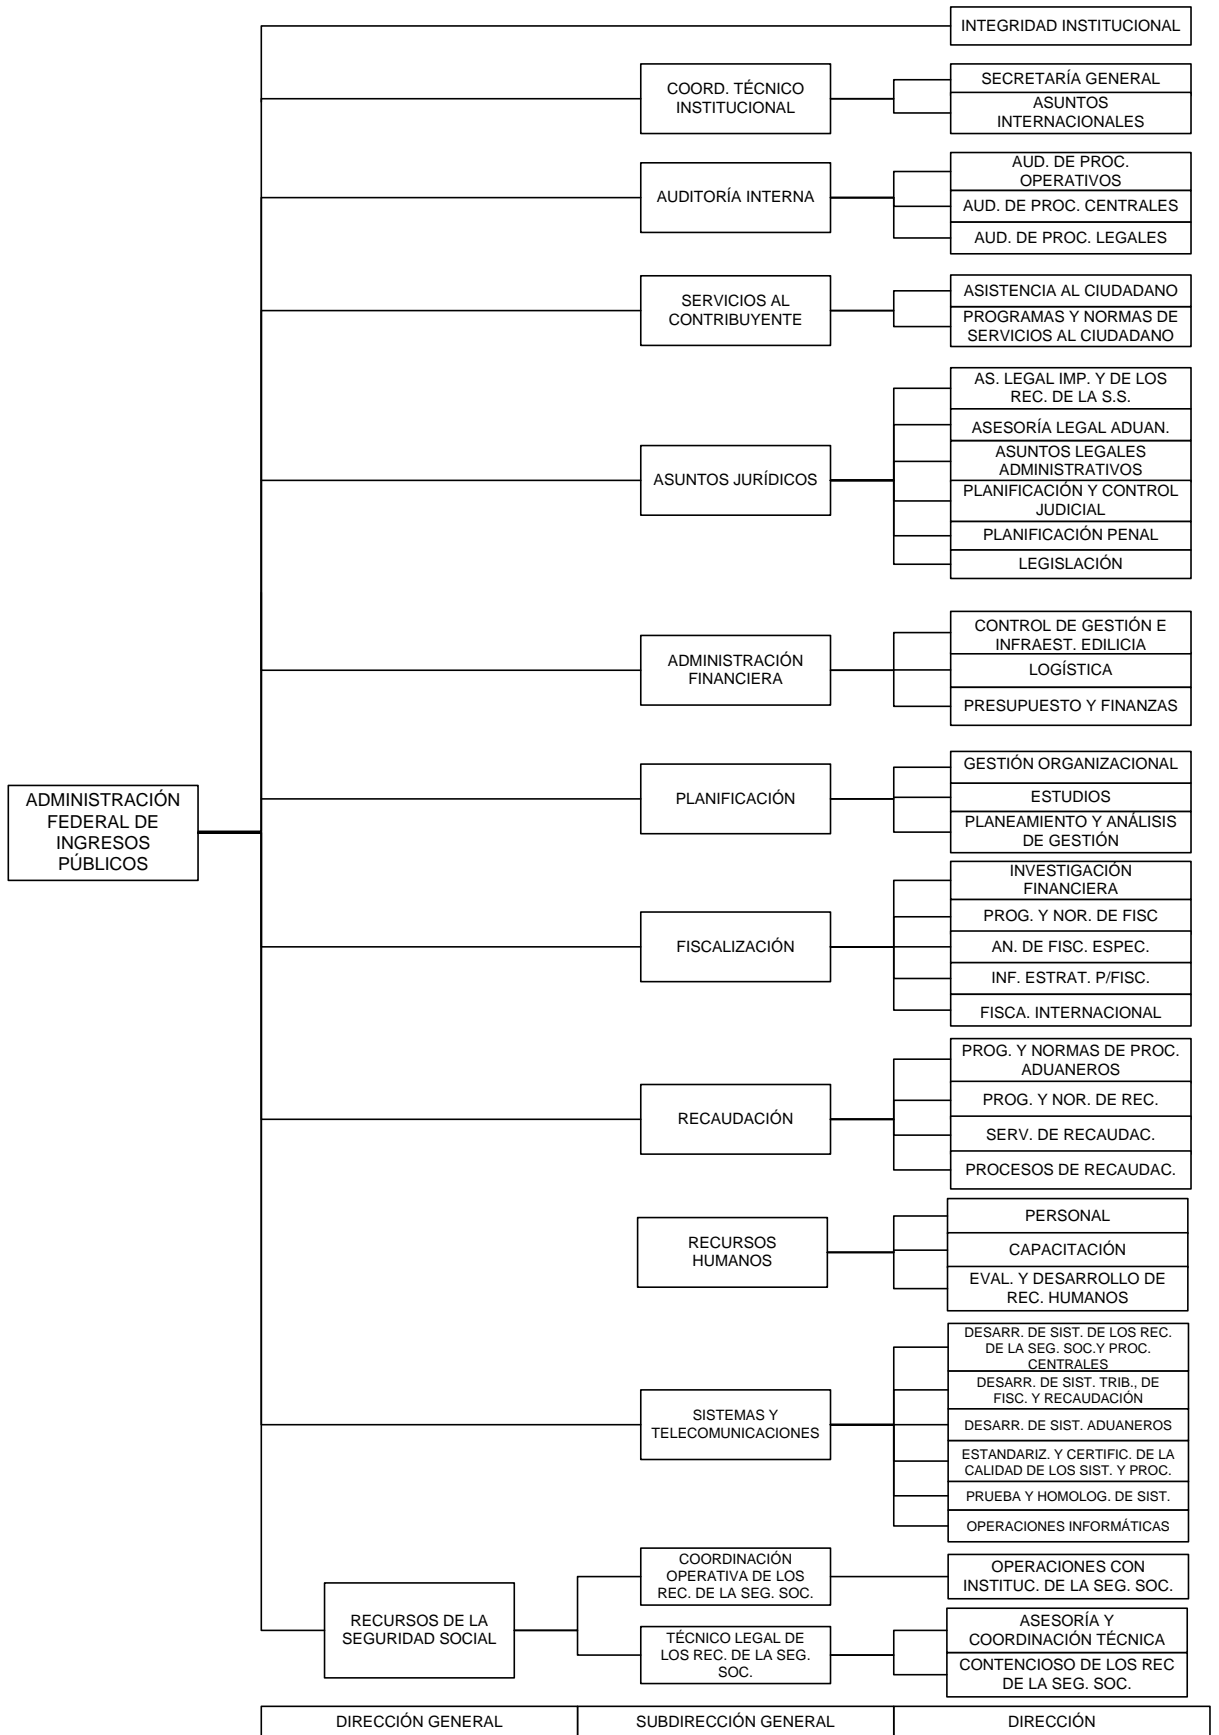 INTEGRIDAD INSTITUCIONAL
COORD. TÉCNICO
INSTITUCIONAL
SECRETARÍA GENERAL
ASUNTOS
INTERNACIONALES
AUDITORÍA INTERNA
AUD. DE PROC.
OPERATIVOS
AUD. DE PROC. CENTRALES
AUD. DE PROC. LEGALES
SERVICIOS AL
CONTRIBUYENTE
ASISTENCIA AL CIUDADANO
PROGRAMAS Y NORMAS DE
SERVICIOS AL CIUDADANO
ASUNTOS JURÍDICOS
AS. LEGAL IMP. Y DE LOS
REC. DE LA S.S.
ASESORÍA LEGAL ADUAN.
ASUNTOS LEGALES
ADMINISTRATIVOS
PLANIFICACIÓN Y CONTROL
JUDICIAL
PLANIFICACIÓN PENAL
LEGISLACIÓN
ADMINISTRACIÓN
FINANCIERA
CONTROL DE GESTIÓN E
INFRAEST. EDILICIA
LOGÍSTICA
PRESUPUESTO Y FINANZAS
ADMINISTRACIÓN
FEDERAL DE
INGRESOS
PÚBLICOS
PLANIFICACIÓN
GESTIÓN ORGANIZACIONAL
ESTUDIOS
PLANEAMIENTO Y ANÁLISIS
DE GESTIÓN
FISCALIZACIÓN
INVESTIGACIÓN
FINANCIERA
PROG. Y NOR. DE FISC
AN. DE FISC. ESPEC.
INF. ESTRAT. P/FISC.
FISCA. INTERNACIONAL
RECAUDACIÓN
PROG. Y NORMAS DE PROC.
ADUANEROS
PROG. Y NOR. DE REC.
SERV. DE RECAUDAC.
PROCESOS DE RECAUDAC.
RECURSOS
HUMANOS
PERSONAL
CAPACITACIÓN
EVAL. Y DESARROLLO DE
REC. HUMANOS
SISTEMAS Y
TELECOMUNICACIONES
DESARR. DE SIST. DE LOS REC.
DE LA SEG. SOC.Y PROC.
CENTRALES
DESARR. DE SIST. TRIB., DE
FISC. Y RECAUDACIÓN
DESARR. DE SIST. ADUANEROS
ESTANDARIZ. Y CERTIFIC. DE LA
CALIDAD DE LOS SIST. Y PROC.
PRUEBA Y HOMOLOG. DE SIST.
OPERACIONES INFORMÁTICAS
RECURSOS DE LA
SEGURIDAD SOCIAL
COORDINACIÓN
OPERATIVA DE LOS
REC. DE LA SEG. SOC.
OPERACIONES CON
INSTITUC. DE LA SEG. SOC.
TÉCNICO LEGAL DE
LOS REC. DE LA SEG.
SOC.
ASESORÍA Y
COORDINACIÓN TÉCNICA
CONTENCIOSO DE LOS REC
DE LA SEG. SOC.
DIRECCIÓN GENERAL
SUBDIRECCIÓN GENERAL
DIRECCIÓN